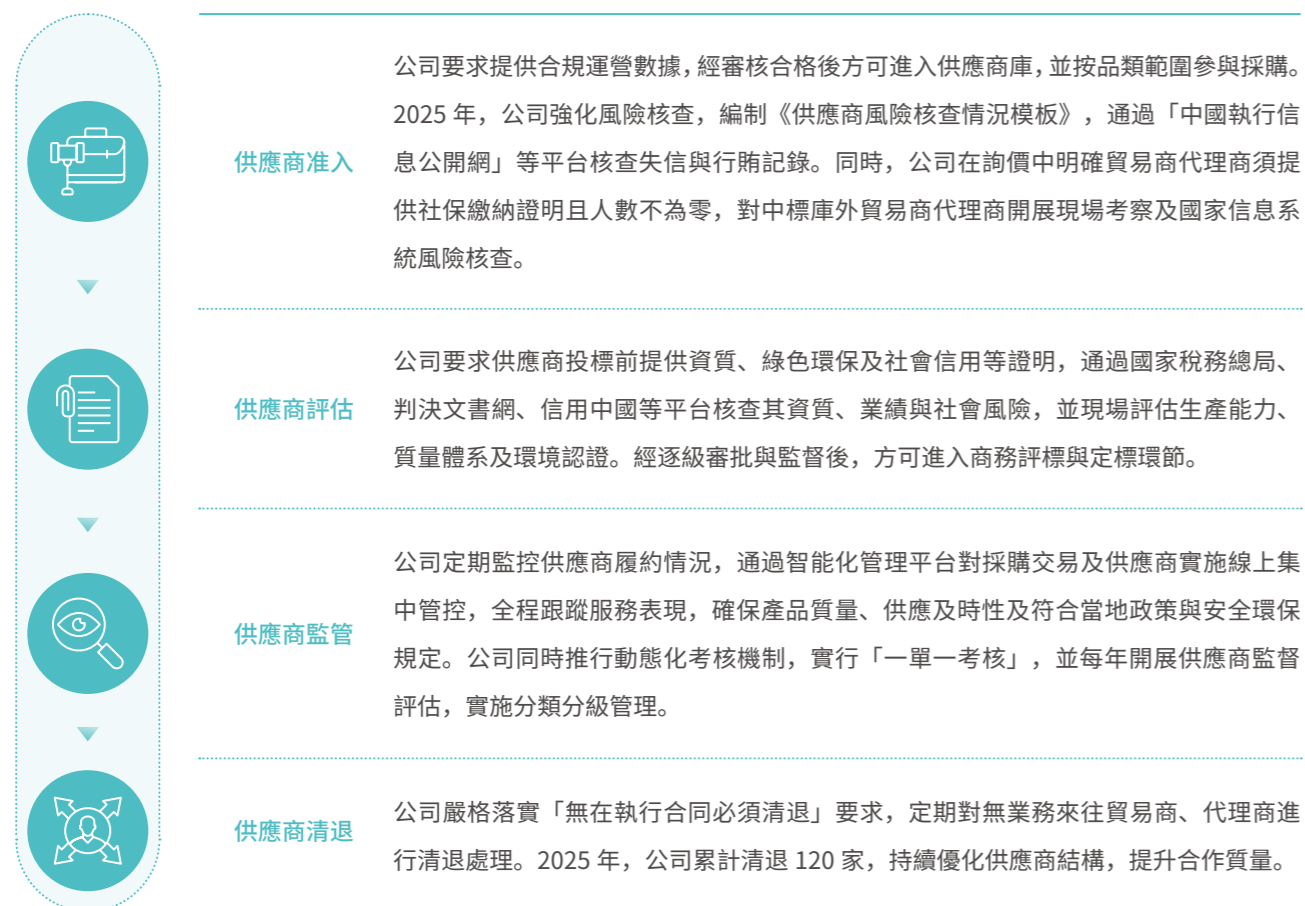 供應商准入
公司要求提供合規運營數據，經審核合格後方可進入供應商庫，並按品類範圍參與採購。
2025 年，公司強化風險核查，編制《供應商風險核查情況模板》，通過「中國執行信
息公開網」等平台核查失信與行賄記錄。同時，公司在詢價中明確貿易商代理商須提
供社保繳納證明且人數不為零，對中標庫外貿易商代理商開展現場考察及國家信息系
統風險核查。
供應商評估
公司要求供應商投標前提供資質、綠色環保及社會信用等證明，通過國家稅務總局、
判決文書網、信用中國等平台核查其資質、業績與社會風險，並現場評估生產能力、
質量體系及環境認證。經逐級審批與監督後，方可進入商務評標與定標環節。
供應商監管
公司定期監控供應商履約情況，通過智能化管理平台對採購交易及供應商實施線上集
中管控，全程跟蹤服務表現，確保產品質量、供應及時性及符合當地政策與安全環保
規定。公司同時推行動態化考核機制，實行「一單一考核」，並每年開展供應商監督
評估，實施分類分級管理。
供應商清退
公司嚴格落實「無在執行合同必須清退」要求，定期對無業務來往貿易商、代理商進
行清退處理。2025 年，公司累計清退 120 家，持續優化供應商結構，提升合作質量。